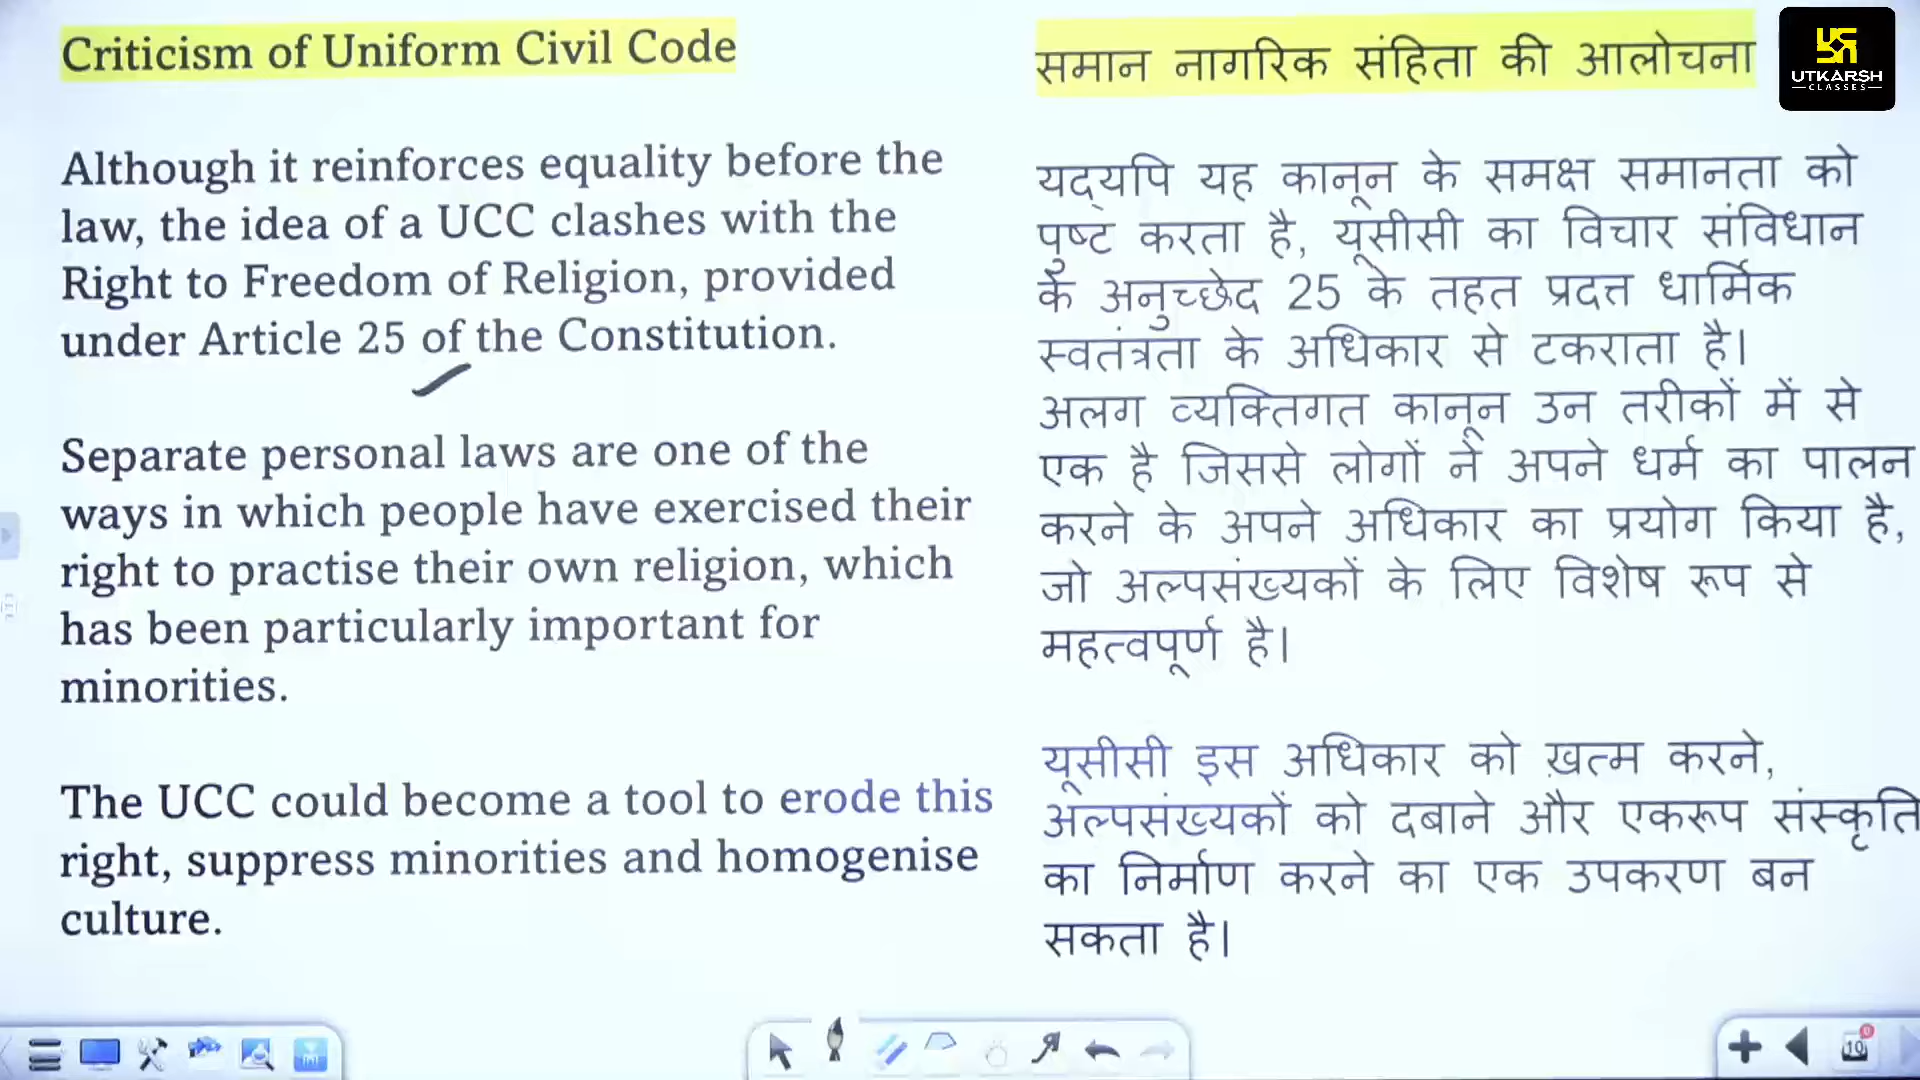 Criticism of Uniform Civil Code
Although it reinforces equality before the
law, the idea of a UCC clashes with the
Right to Freedom of Religion, provided
under Article 25 of the Constitution.
Separate personal laws are one of the
ways in which people have exercised their
right to practise their own religion, which
has been particularly important for
minorities.
The UCC could become a tool to erode this
right, suppress minorities and homogenise
culture.
समान नागरिक संहिता की आलोचना
यद्यपि यह कानून के समक्ष समानता को
पुष्ट करता है, यूसीसी का विचार संविधान
के अनुच्छेद 25 के तहत प्रदत्त धार्मिक
स्वतंत्रता के अधिकार से टकराता है।
अलग व्यक्तिगत कानून उन तरीकों में से
एक है जिससे लोगों ने अपने धर्म का पालन
करने के अपने अधिकार का प्रयोग किया है,
जो अल्पसंख्यकों के लिए विशेष रूप से
महत्वपूर्ण है।
यूसीसी इस अधिकार को ख़त्म करने,
अल्पसंख्यकों को दबाने और एकरूप संस्कृति
का निर्माण करने का एक उपकरण बन
सकता है।
UTKARSH
CLASSES
10
0